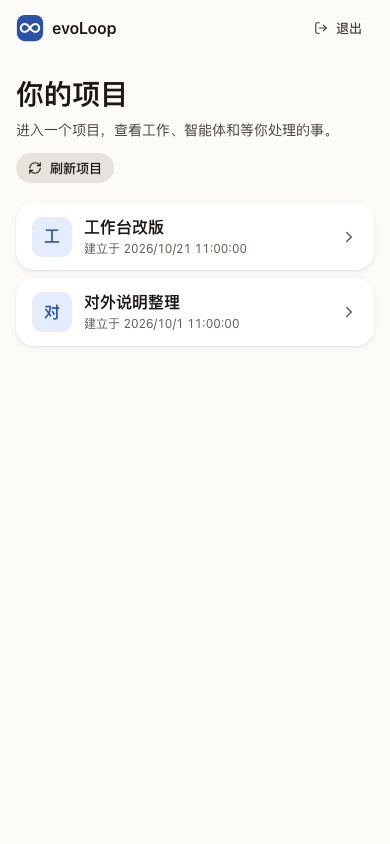 evoLoop
退出
你的项目
进入一个项目，查看工作、智能体和等你处理的事。
刷新项目
工
工作台改版
建立于 2026/10/21 11:00:00
对
对外说明整理
建立于 2026/10/1 11:00:00